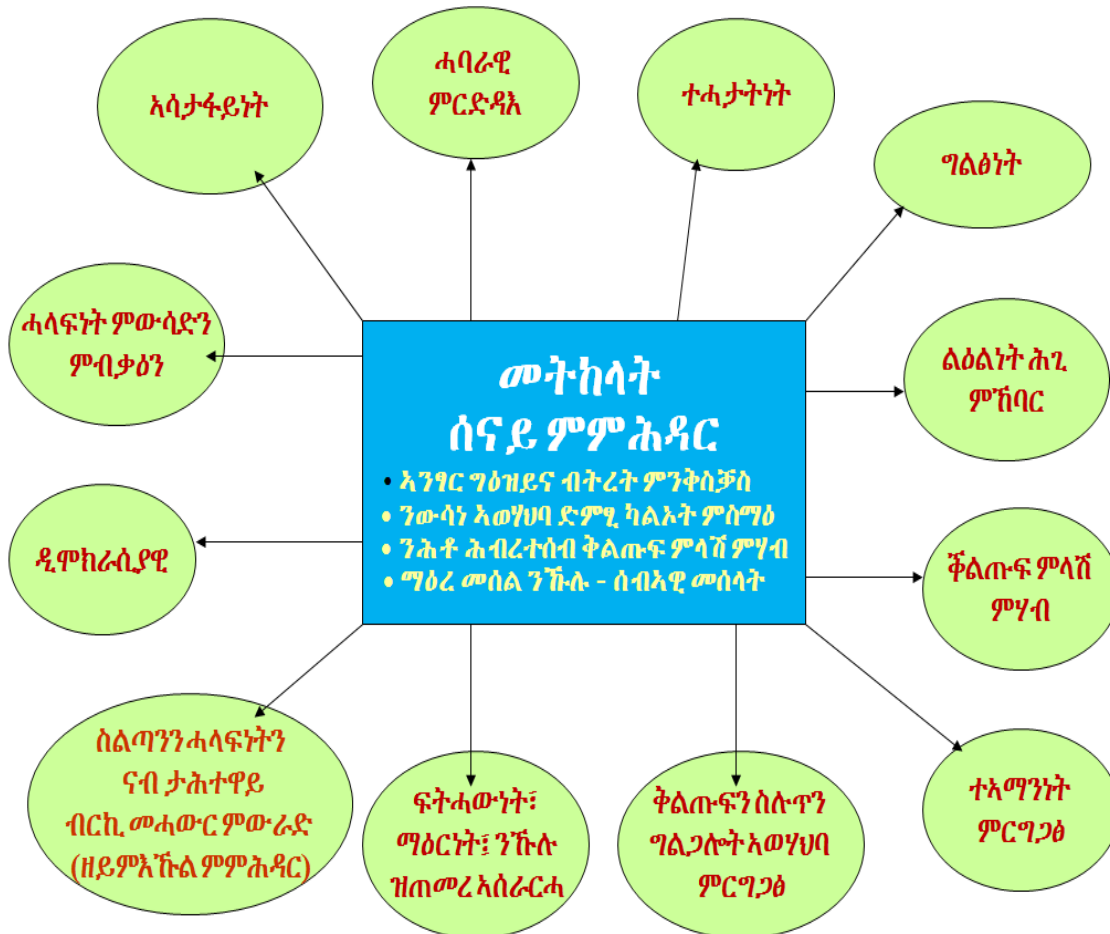 ኣሳታፋይነት
ሓባራዊ
ምርድዳእ
ተሓታትነት
ግልፅነት
ሓላፍነት ምውሳድን
ምብቃዕን
መትከላት
ሰናይ ምምሕዳር
• ኣንፃር ግዕዝይና ብትረት ምንቅስቓስ
• ንውሳነ ኣወሃህባ ድምፂ ካልኦት ምስማዕ
• ንሕቶ ሕብረተሰብ ቅልጡፍ ምላሽ ምሃብ
• ማዕረ መሰል ንኹሉ - ሰብኣዊ መሰላት
ልዕልነት ሕጊ
ምኽባር
ዲሞክራሲያዊ
ቅልጡፍ ምላሽ
ምሃብ
ስልጣንን ሓላፍነትን
ናብ ታሕተዋይ
ብርኪ መሓውር ምውራድ
(ዘይምእኹል ምምሕዳር)
ፍትሓውነት፣
ማዕርነት፤ ንኹሉ
ዝጠመረ ኣሰራርሓ
ቅልጡፍን ስሉጥን
ግልጋሎት ኣወሃህባ
ምርግጋፅ
ተኣማንነት
ምርግጋፅ